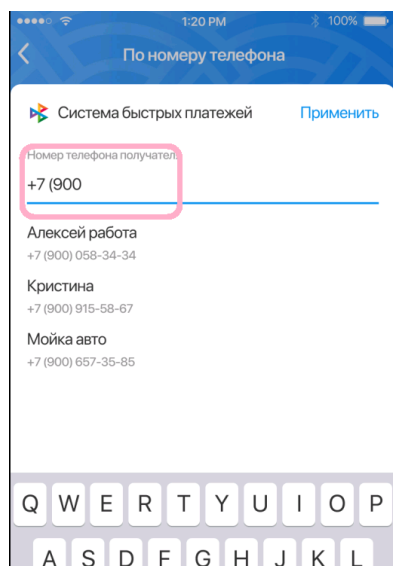 1:20 PM 100%
По номеру телефона
Система быстрых платежей Применить
Номер телефона получател
+7 (900
Алексей работа
+7 (900) 058-34-34
Кристина
+7 (900) 915-58-67
Мойка авто
+7 (900) 657-35-85
Q W E R T Y U I O P
A S D F G H J K L